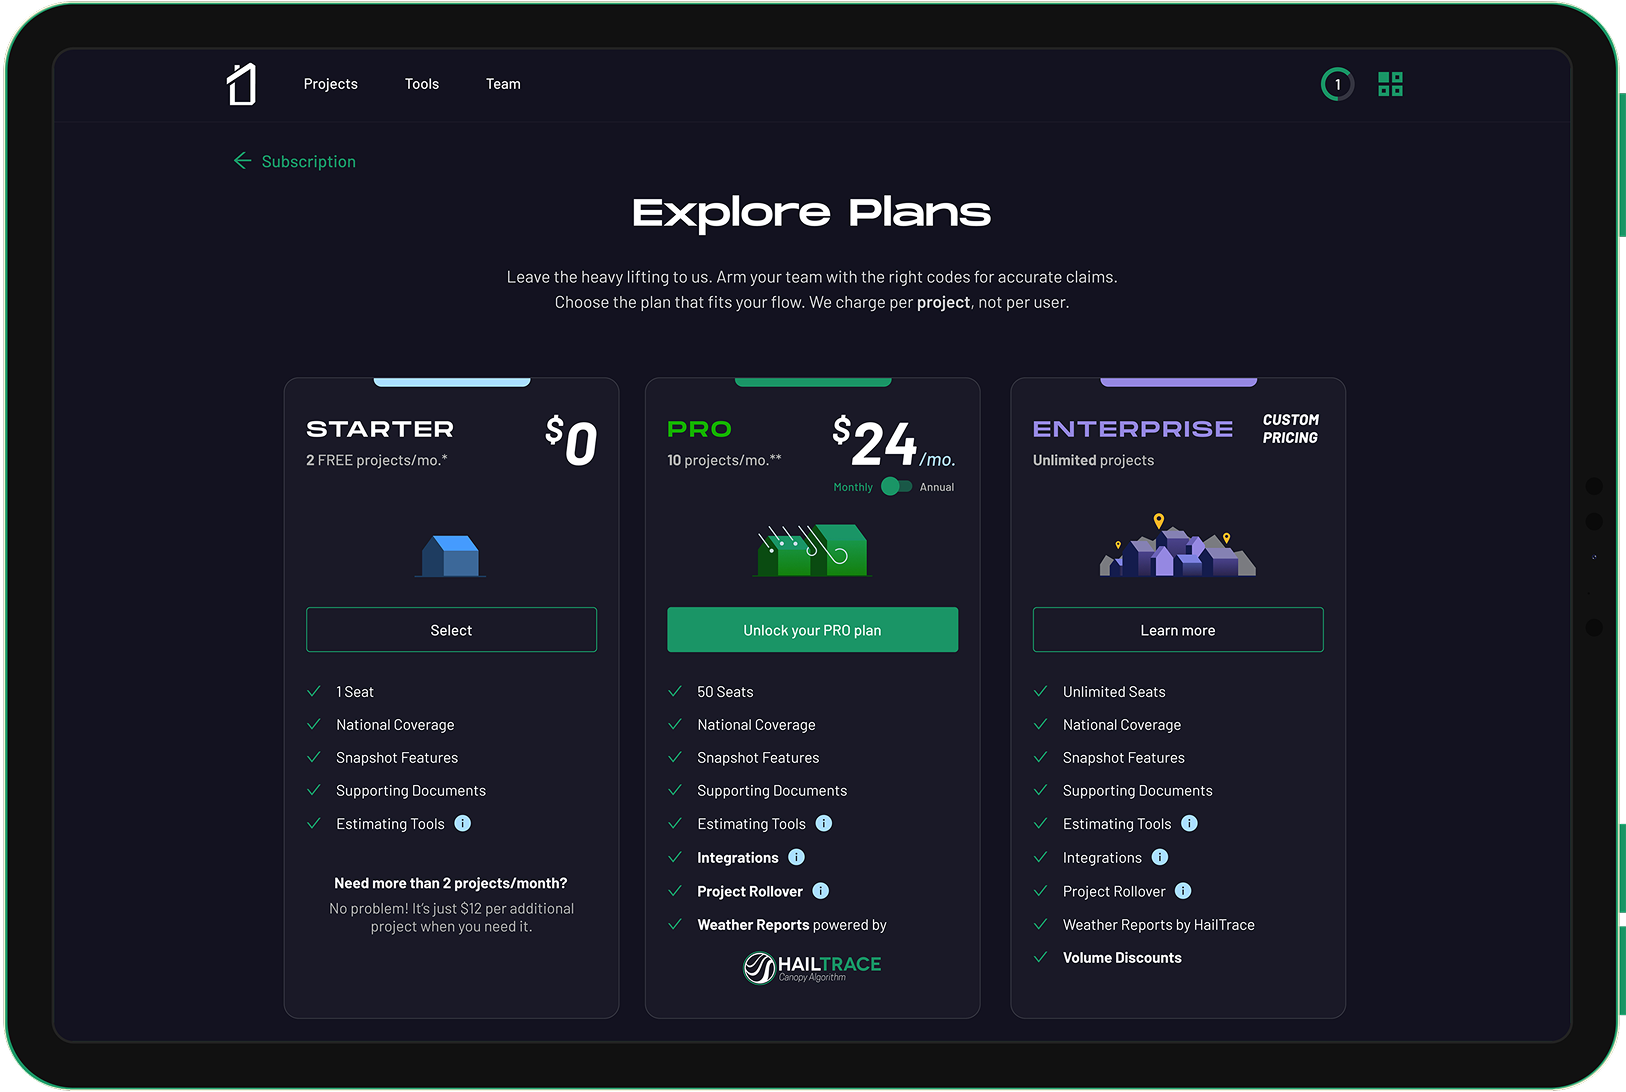 Projects
Tools
Team
1
Subscription
Explore Plans
Leave the heavy lifting to us. Arm your team with the right codes for accurate claims.
Choose the plan that fits your flow. We charge per project, not per user.
STARTER
$0
2 FREE projects/mo.*
Select
1 Seat
National Coverage
Snapshot Features
Supporting Documents
Estimating Tools i
Need more than 2 projects/month?
No problem! It's just $12 per additional
project when you need it.
PRO
$24/mo.
10 projects/mo.**
Monthly
Annual
Unlock your PRO plan
50 Seats
National Coverage
Snapshot Features
Supporting Documents
Estimating Tools i
Integrations i
Project Rollover i
Weather Reports powered by
HAILTRACE
Canopy Algorithm
ENTERPRISE
CUSTOM
PRICING
Unlimited projects
Learn more
Unlimited Seats
National Coverage
Snapshot Features
Supporting Documents
Estimating Tools i
Integrations i
Project Rollover i
Weather Reports by HailTrace
Volume Discounts